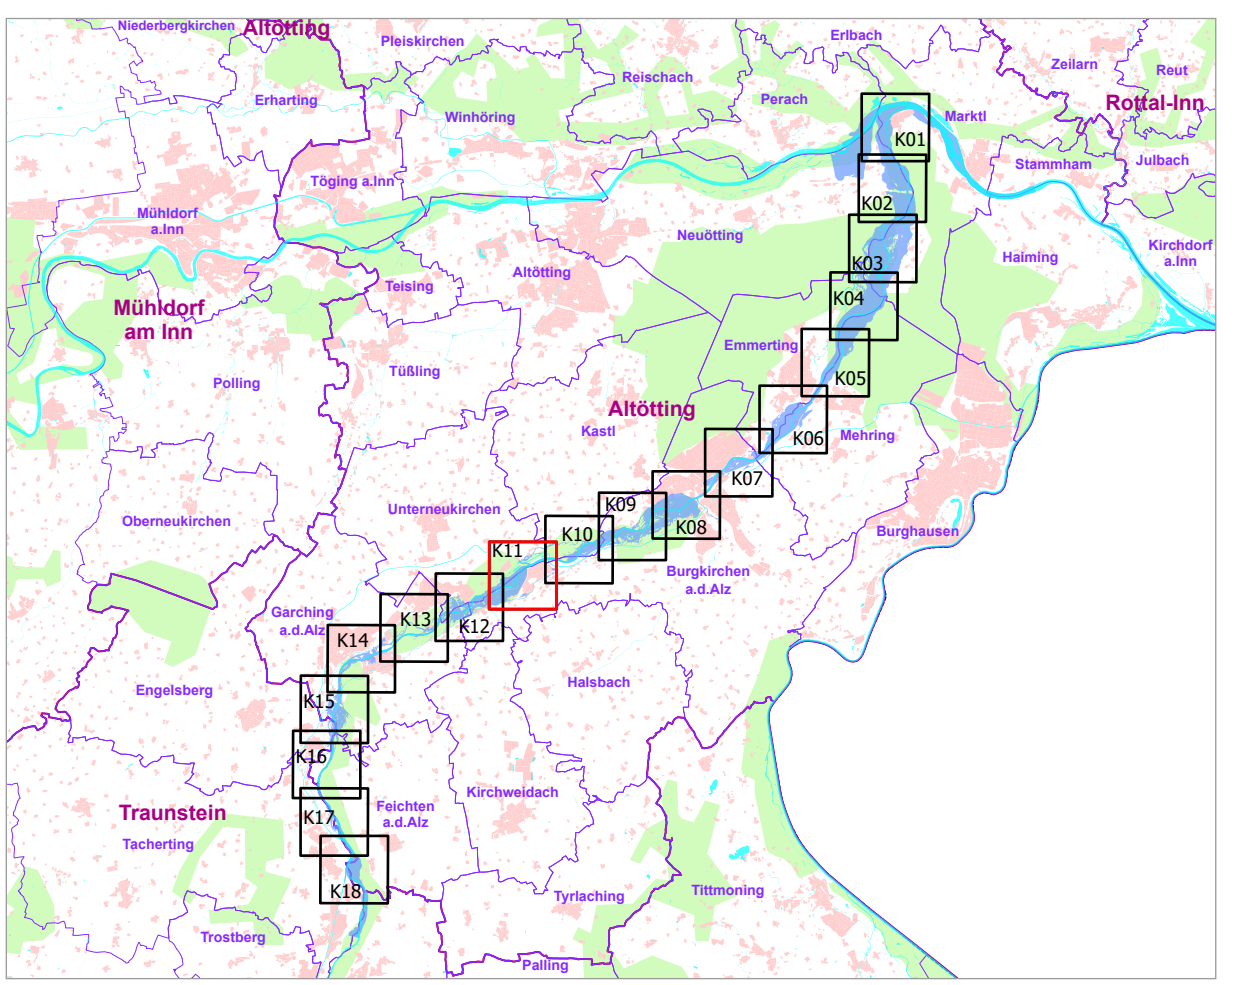 Niederbergkirchen
Altötting
Pleiskirchen
Erlbach
Zeilarn
Reut
Reischach
Erharting
Perach
Rottal-Inn
Winhöring
Marktl
K01
Stammham
Julbach
Töging a.Inn
K02
Mühldorf
a.Inn
Neuötting
Kirchdorf
a.Inn
Haiming
K03
Altötting
Teising
K04
Mühldorf
am Inn
Emmerting
Tüßling
K05
Polling
Altötting
Kastl
Mehring
K06
K07
K09
Unterneukirchen
Oberneukirchen
K08
Burghausen
K10
K11
Burgkirchen
a.d.Alz
Garching
a.d.Alz
K13
K12
K14
Halsbach
Engelsberg
K15
K16
Kirchweidach
Feichten
a.d.Alz
Traunstein
K17
Tacherting
K18
Tittmoning
Tyrlaching
Trostberg
Palling